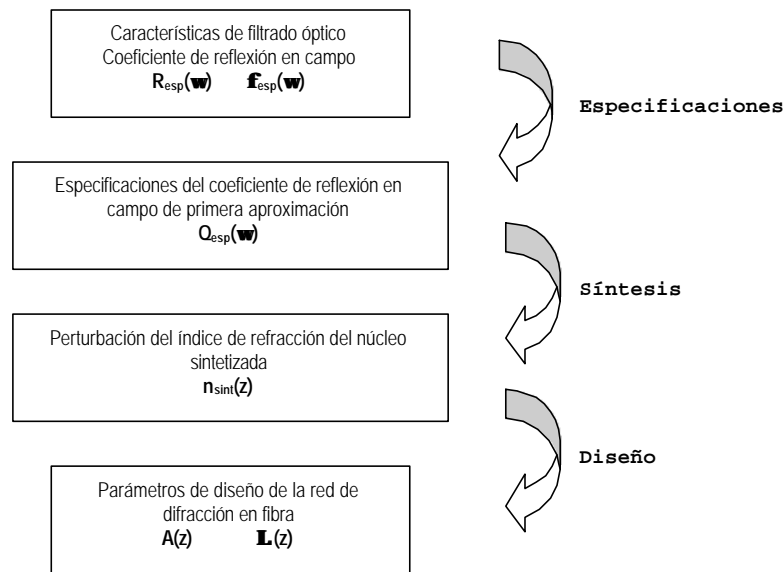 Características de filtrado óptico
Coeficiente de reflexión en campo
Resp(w) fesp(w)
Especificaciones
Especificaciones del coeficiente de reflexión en
campo de primera aproximación
Qesp(w)
Síntesis
Perturbación del índice de refracción del núcleo
sintetizada
nsint(z)
Diseño
Parámetros de diseño de la red de
difracción en fibra
A(z) L(z)